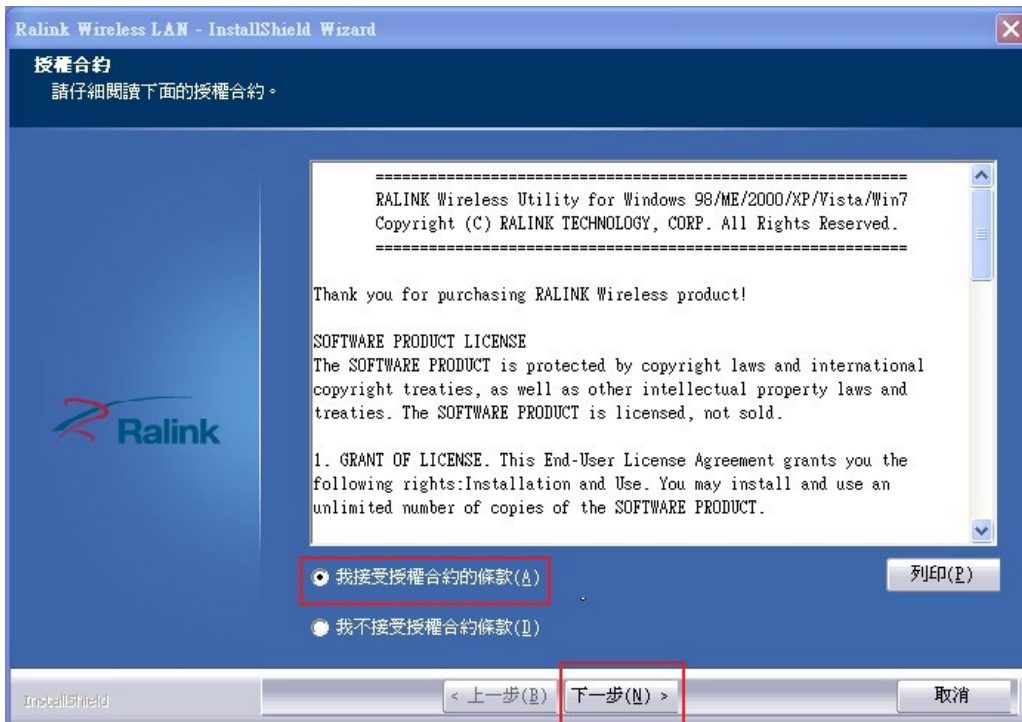 Ralink Wireless LAN - InstallShield Wizard
授權合約
請仔細閱讀下面的授權合約。
================================================================
RALINK Wireless Utility for Windows 98/ME/2000/XP/Vista/Win7
Copyright (C) RALINK TECHNOLOGY, CORP. All Rights Reserved.
================================================================
Thank you for purchasing RALINK Wireless product!
SOFTWARE PRODUCT LICENSE
The SOFTWARE PRODUCT is protected by copyright laws and international
copyright treaties, as well as other intellectual property laws and
treaties. The SOFTWARE PRODUCT is licensed, not sold.
1. GRANT OF LICENSE. This End-User License Agreement grants you the
following rights:Installation and Use. You may install and use an
unlimited number of copies of the SOFTWARE PRODUCT.
Ralink
我接受授權合約的條款(A)
列印(P)
我不接受授權合約條款(D)
InstallShield
< 上一步(B)
下一步(N) >
取消